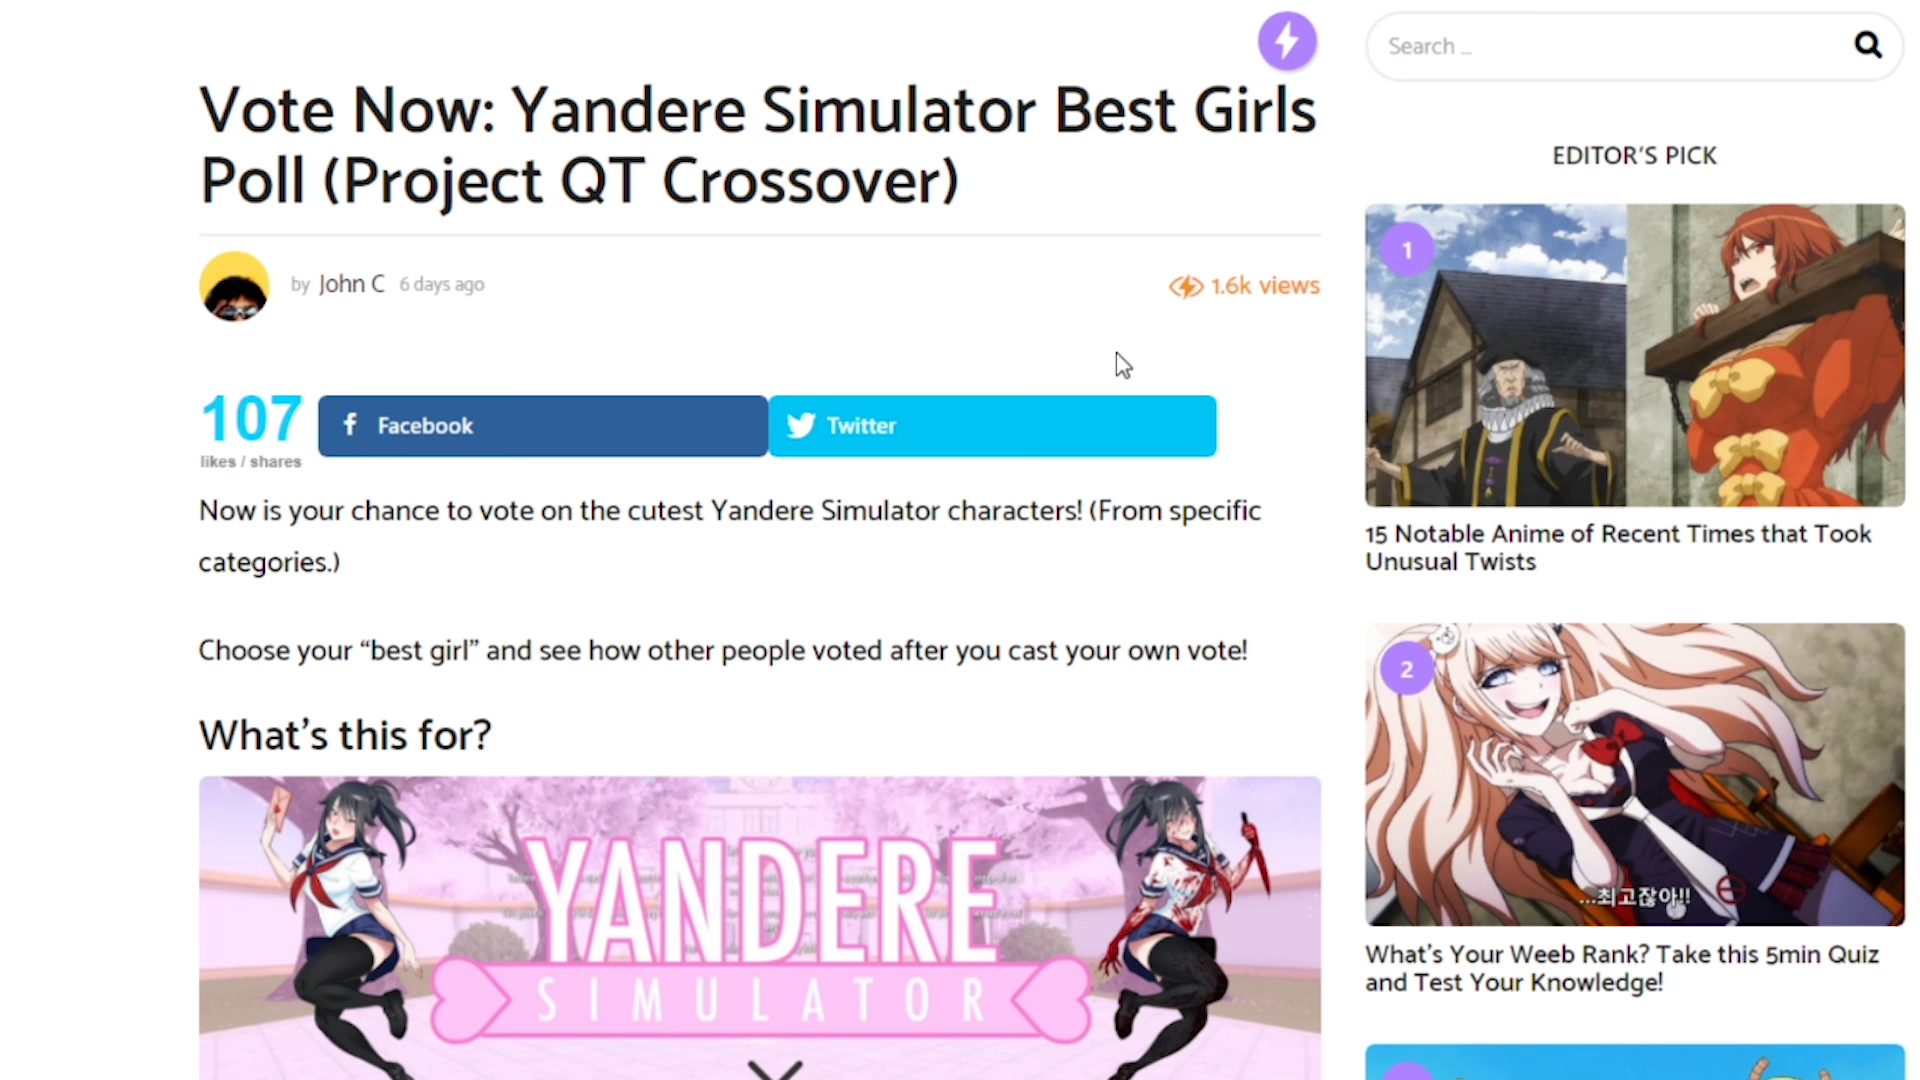 Vote Now: Yandere Simulator Best Girls
Poll (Project QT Crossover)
by John C 6 days ago
1.6k views
107
likes / shares
Facebook
Twitter
Now is your chance to vote on the cutest Yandere Simulator characters! (From specific
categories.)
Choose your “best girl” and see how other people voted after you cast your own vote!
What’s this for?
YANDERE
SIMULATOR
Search ...
EDITOR’S PICK
1
15 Notable Anime of Recent Times that Took
Unusual Twists
2
...최고잖아!!
What’s Your Weeb Rank? Take this 5min Quiz
and Test Your Knowledge!